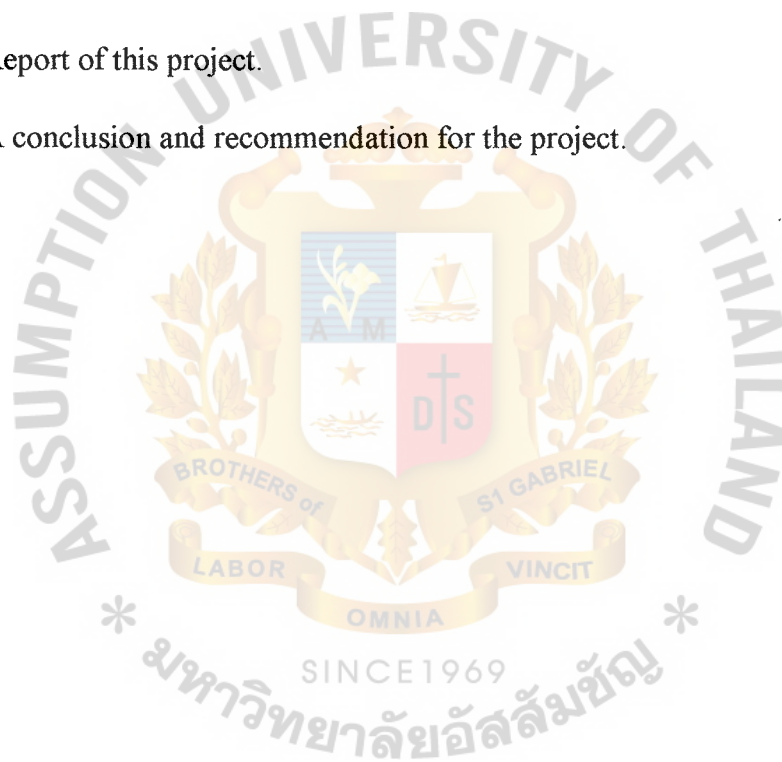 Report of this project.
A conclusion and recommendation for the project.
ASSUMPTION UNIVERSITY OF THAILAND
A M
D S
BROTHERS of S1 GABRIEL
LABOR OMNIA VINCIT
SINCE1969
* มหาวิทยาลัยอัสสัมชัญ *